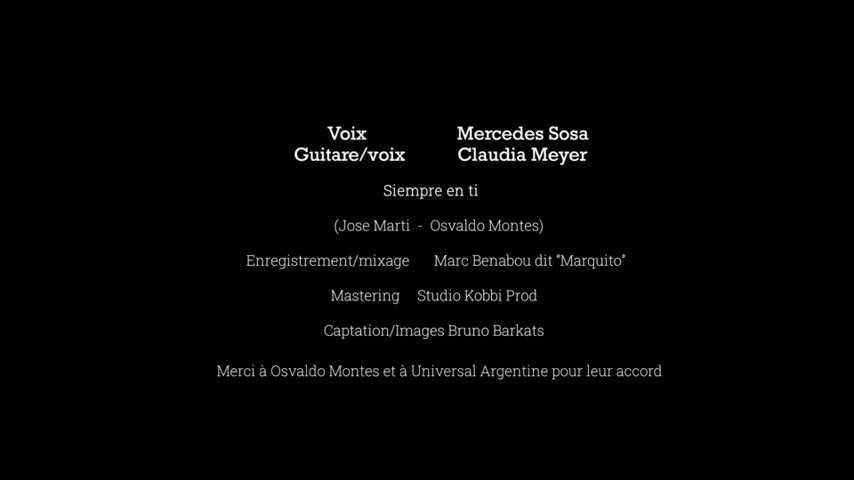 Voix Mercedes Sosa
Guitare/voix Claudia Meyer
Siempre en ti
(Jose Marti - Osvaldo Montes)
Enregistrement/mixage Marc Benabou dit “Marquito”
Mastering Studio Kobbi Prod
Captation/Images Bruno Barkats
Merci à Osvaldo Montes et à Universal Argentine pour leur accord